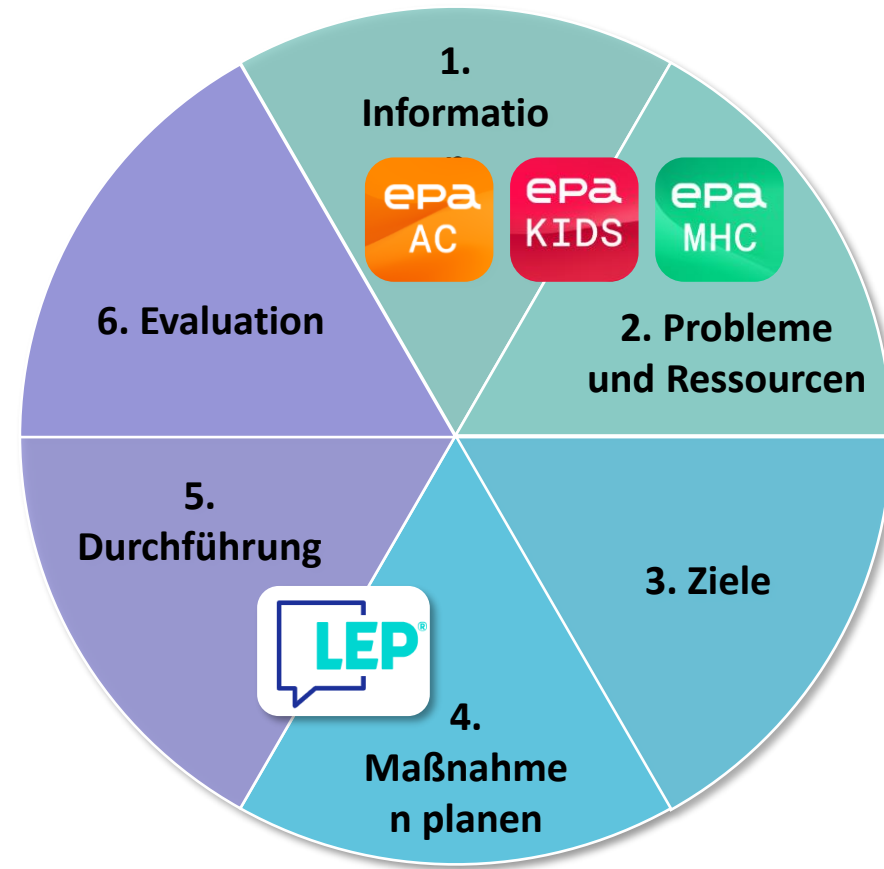 1.
Informatio
epa
AC
epa
KIDS
epa
MHC
2. Probleme
und Ressourcen
6. Evaluation
5.
Durchführung
3. Ziele
LEP®
4.
Maßnahme
n planen